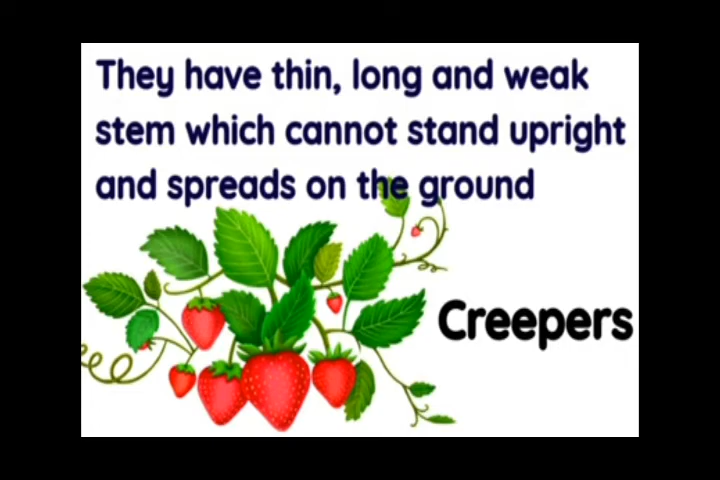 They have thin, long and weak
stem which cannot stand upright
and spreads on the ground
Creepers